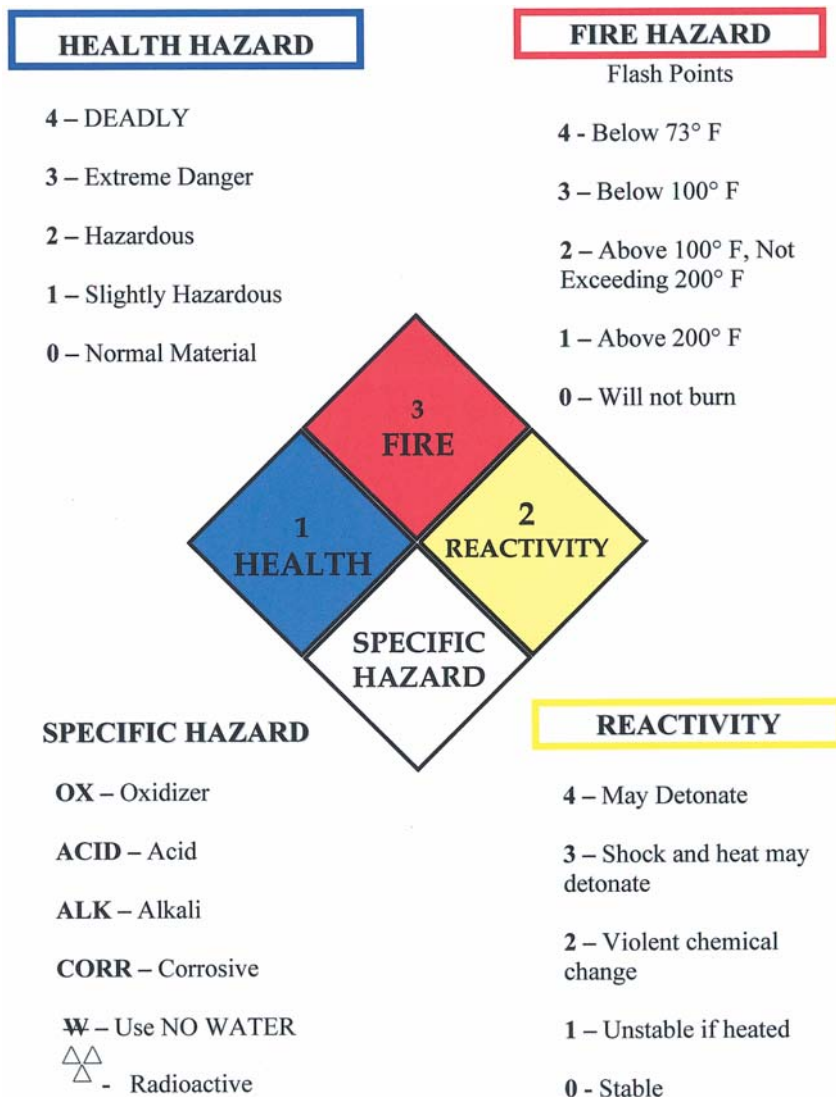 HEALTH HAZARD
4 – DEADLY
3 – Extreme Danger
2 – Hazardous
1 – Slightly Hazardous
0 – Normal Material
FIRE HAZARD
Flash Points
4 - Below 73° F
3 – Below 100° F
2 – Above 100° F, Not
Exceeding 200° F
1 – Above 200° F
0 – Will not burn
3
FIRE
1
HEALTH
2
REACTIVITY
SPECIFIC
HAZARD
SPECIFIC HAZARD
OX – Oxidizer
ACID – Acid
ALK – Alkali
CORR – Corrosive
W – Use NO WATER
- Radioactive
REACTIVITY
4 – May Detonate
3 – Shock and heat may
detonate
2 – Violent chemical
change
1 – Unstable if heated
0 - Stable